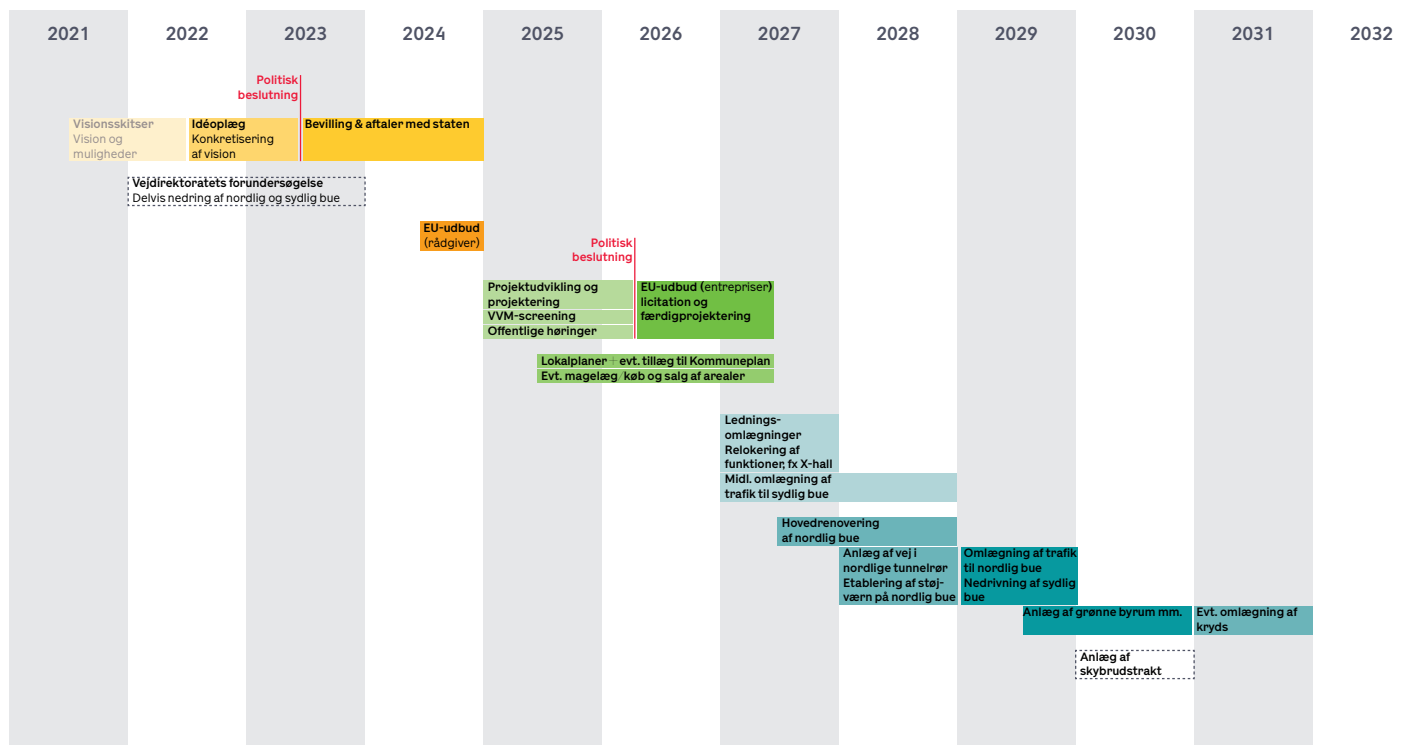 2021 2022 2023 2024 2025 2026 2027 2028 2029 2030 2031 2032
Politisk
beslutning
Visionsskitser
Vision og
muligheder
Idéoplæg
Konkretisering
af vision
Bevilling & aftaler med staten
Vejdirektoratets forundersøgelse
Delvis nedring af nordlig og sydlig bue
EU-udbud
(rådgiver)
Politisk
beslutning
Projektudvikling og
projektering
VVM-screening
Offentlige høringer
EU-udbud (entrepriser)
licitation og
færdigprojektering
Lokalplaner + evt. tillæg til Kommuneplan
Evt. magelæg/køb og salg af arealer
Lednings-
omlægninger
Relokering af
funktioner, fx X-hall
Midl. omlægning af
trafik til sydlig bue
Hovedrenovering
af nordlig bue
Anlæg af vej i
nordlige tunnelrør
Etablering af støj-
værn på nordlig bue
Omlægning af trafik
til nordlig bue
Nedrivning af sydlig
bue
Anlæg af grønne byrum mm.
Evt. omlægning af
kryds
Anlæg af
skybrudstrakt